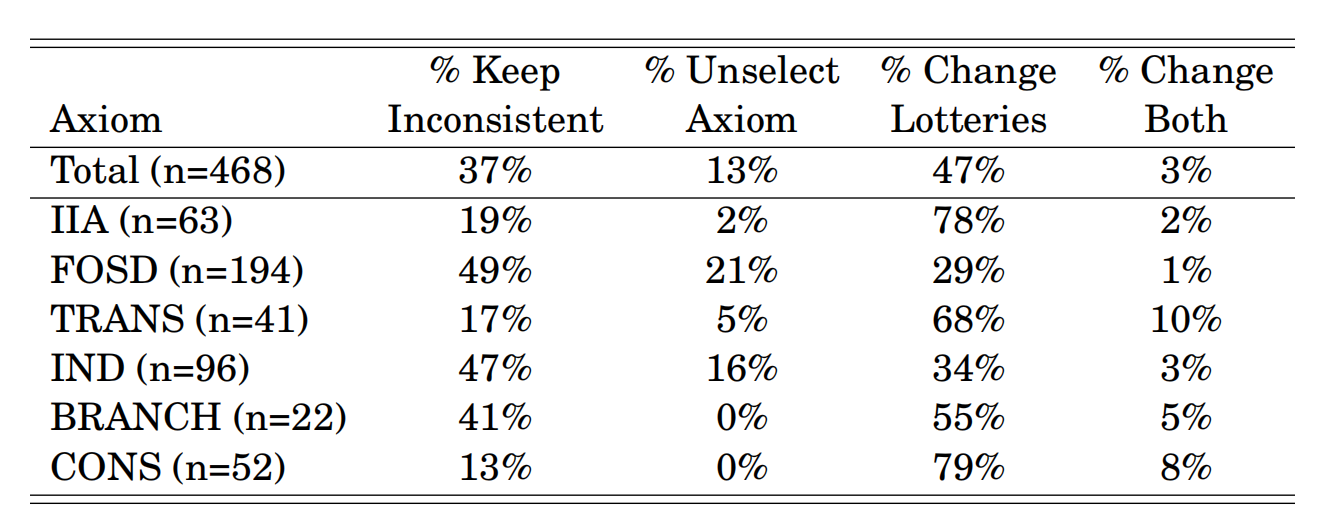 % Keep % Unselect % Change % Change
Axiom Inconsistent Axiom Lotteries Both
Total (n=468) 37% 13% 47% 3%
IIA (n=63) 19% 2% 78% 2%
FOSD (n=194) 49% 21% 29% 1%
TRANS (n=41) 17% 5% 68% 10%
IND (n=96) 47% 16% 34% 3%
BRANCH (n=22) 41% 0% 55% 5%
CONS (n=52) 13% 0% 79% 8%